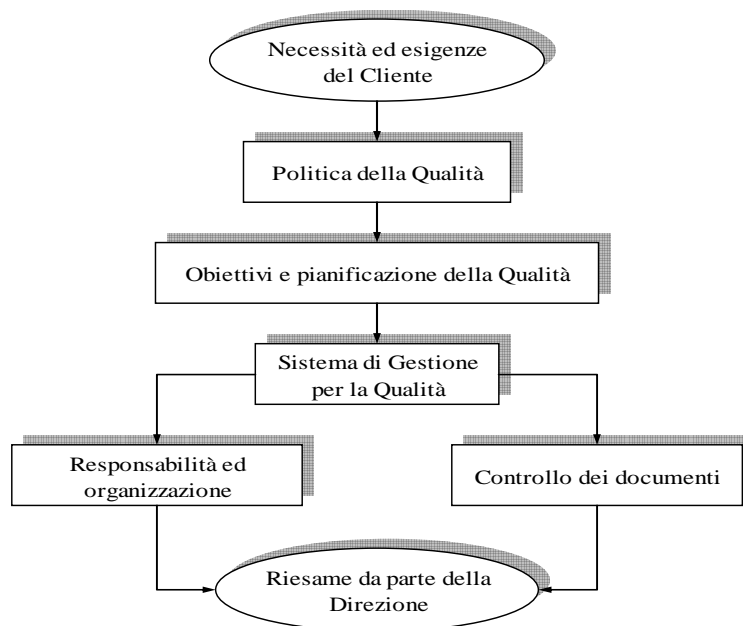 Necessità ed esigenze
del Cliente
Politica della Qualità
Obiettivi e pianificazione della Qualità
Sistema di Gestione
per la Qualità
Responsabilità ed
organizzazione
Controllo dei documenti
Riesame da parte della
Direzione